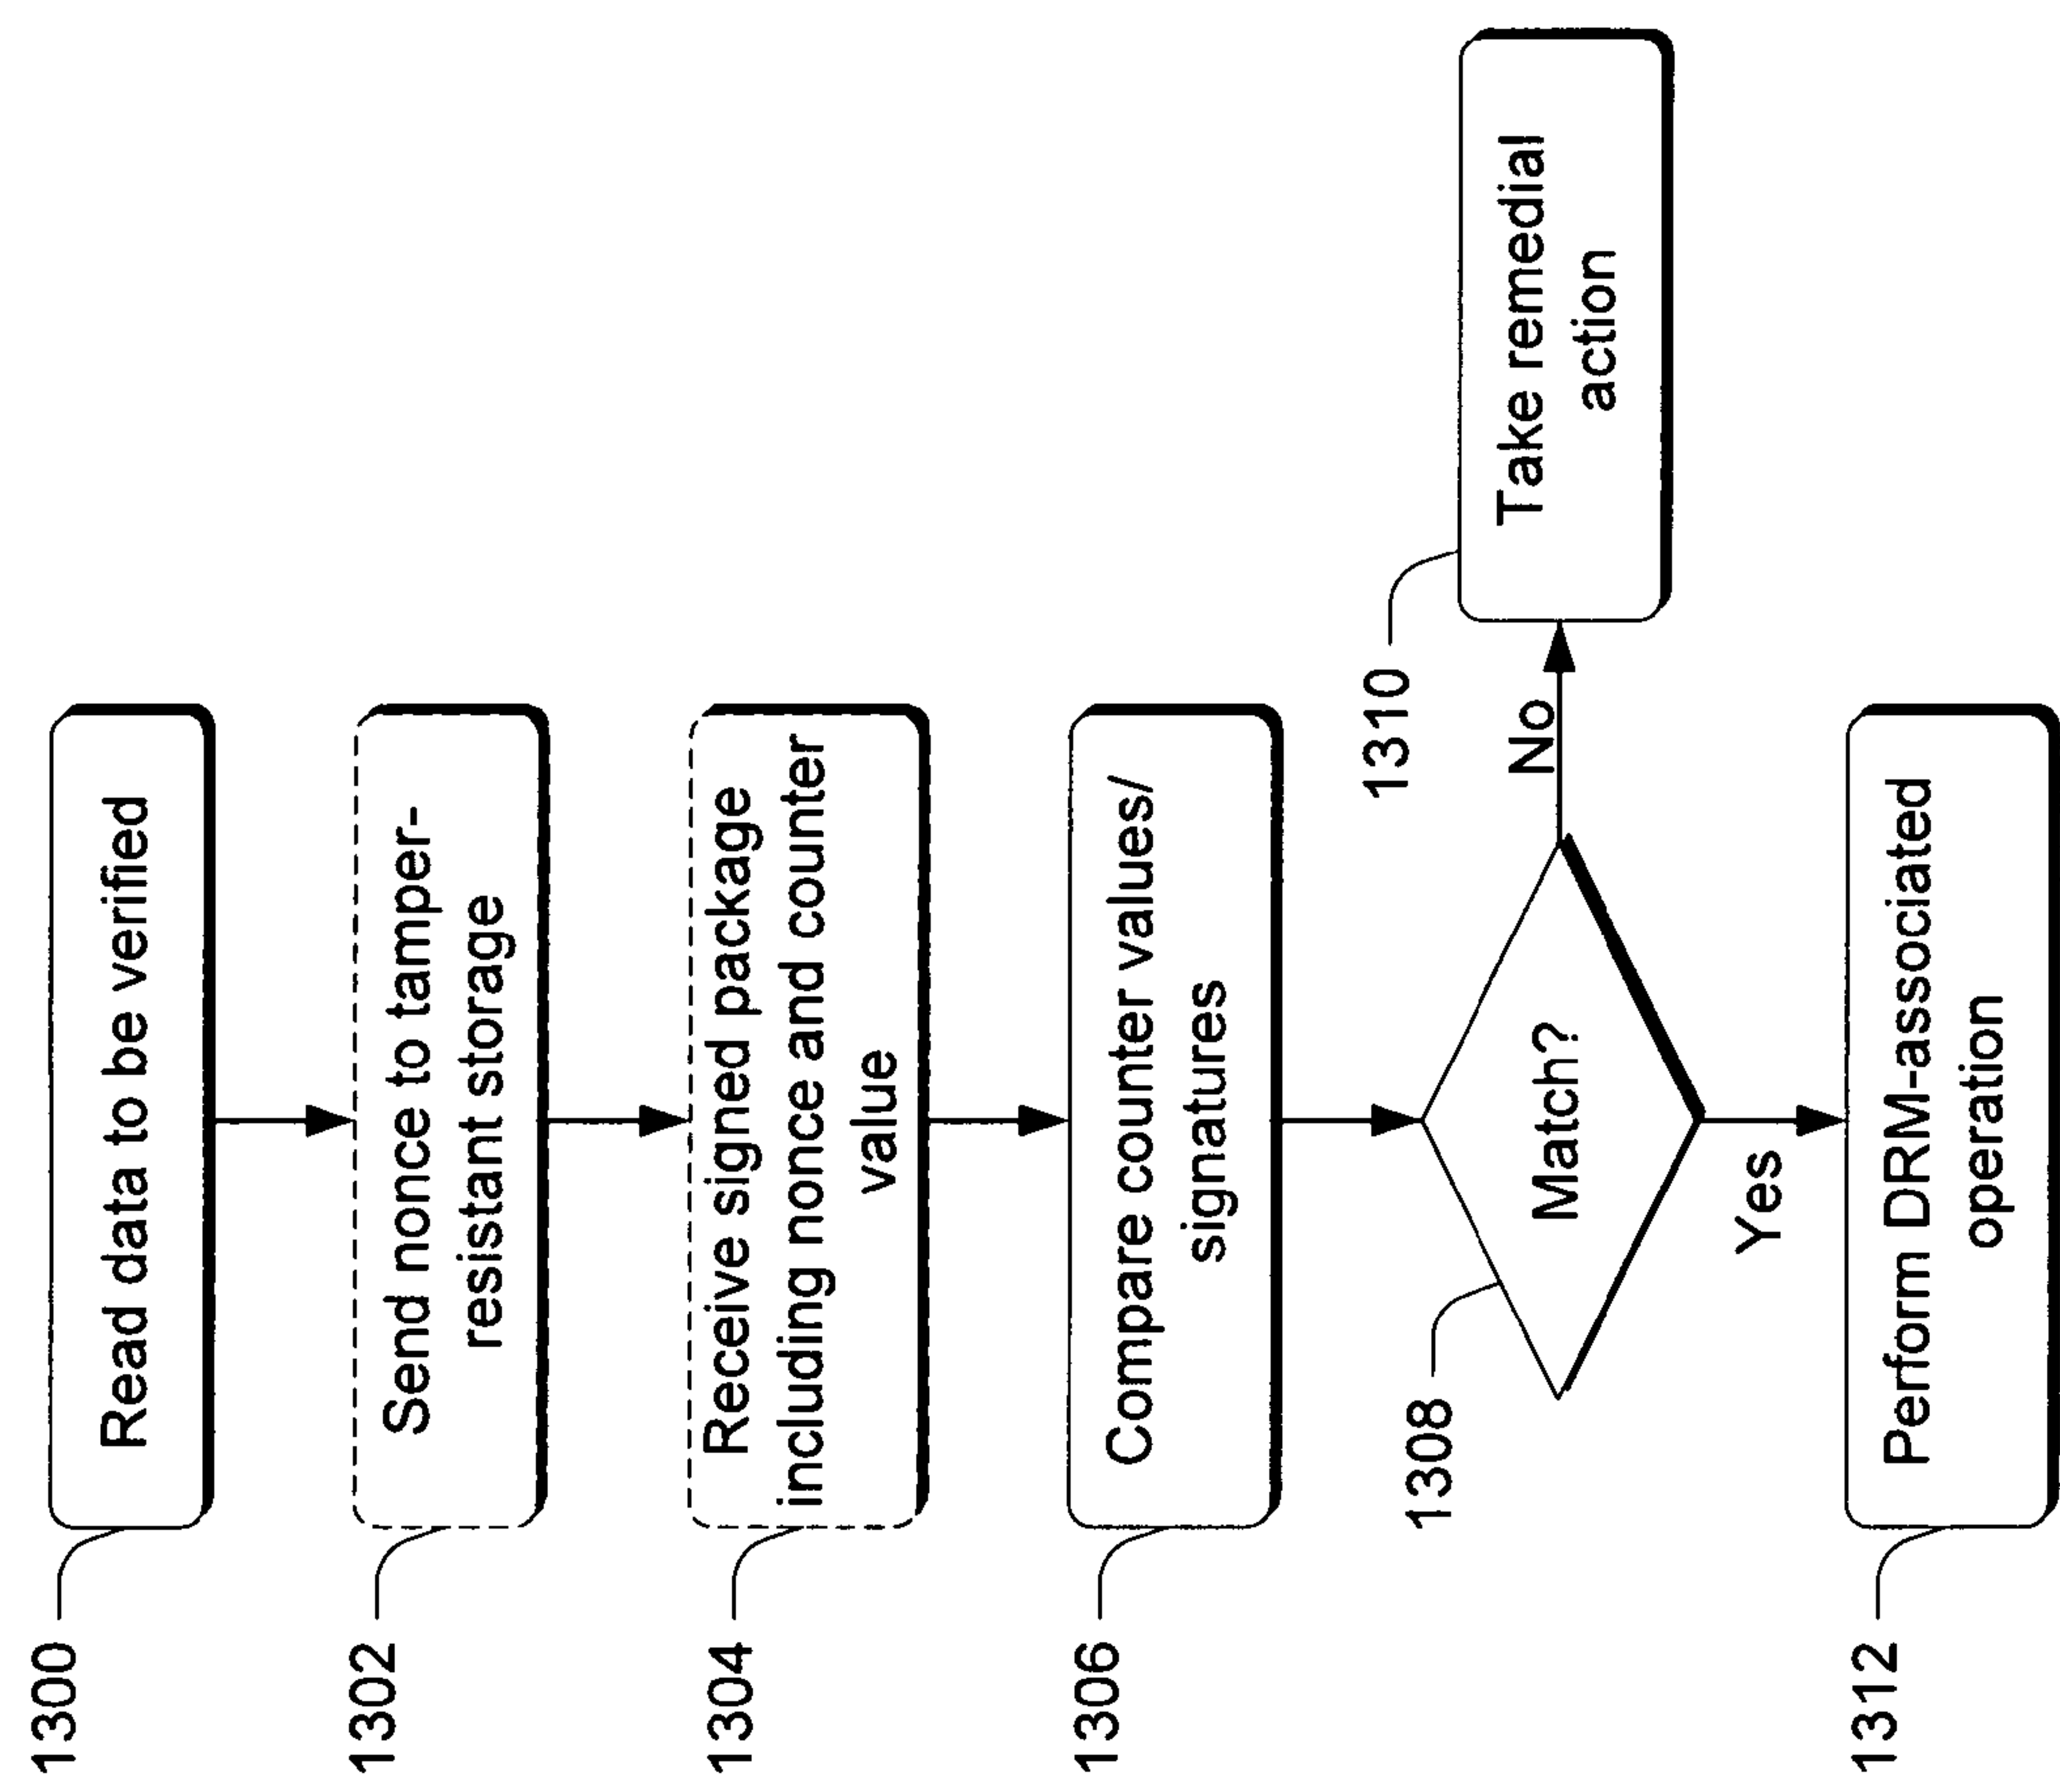 1300
Read data to be verified
1302
Send nonce to tamper-
resistant storage
1304
Receive signed package
including nonce and counter
value
1306
Compare counter values/
signatures
1308
Match?
No
1310
Take remedial
action
Yes
1312
Perform DRM-associated
operation